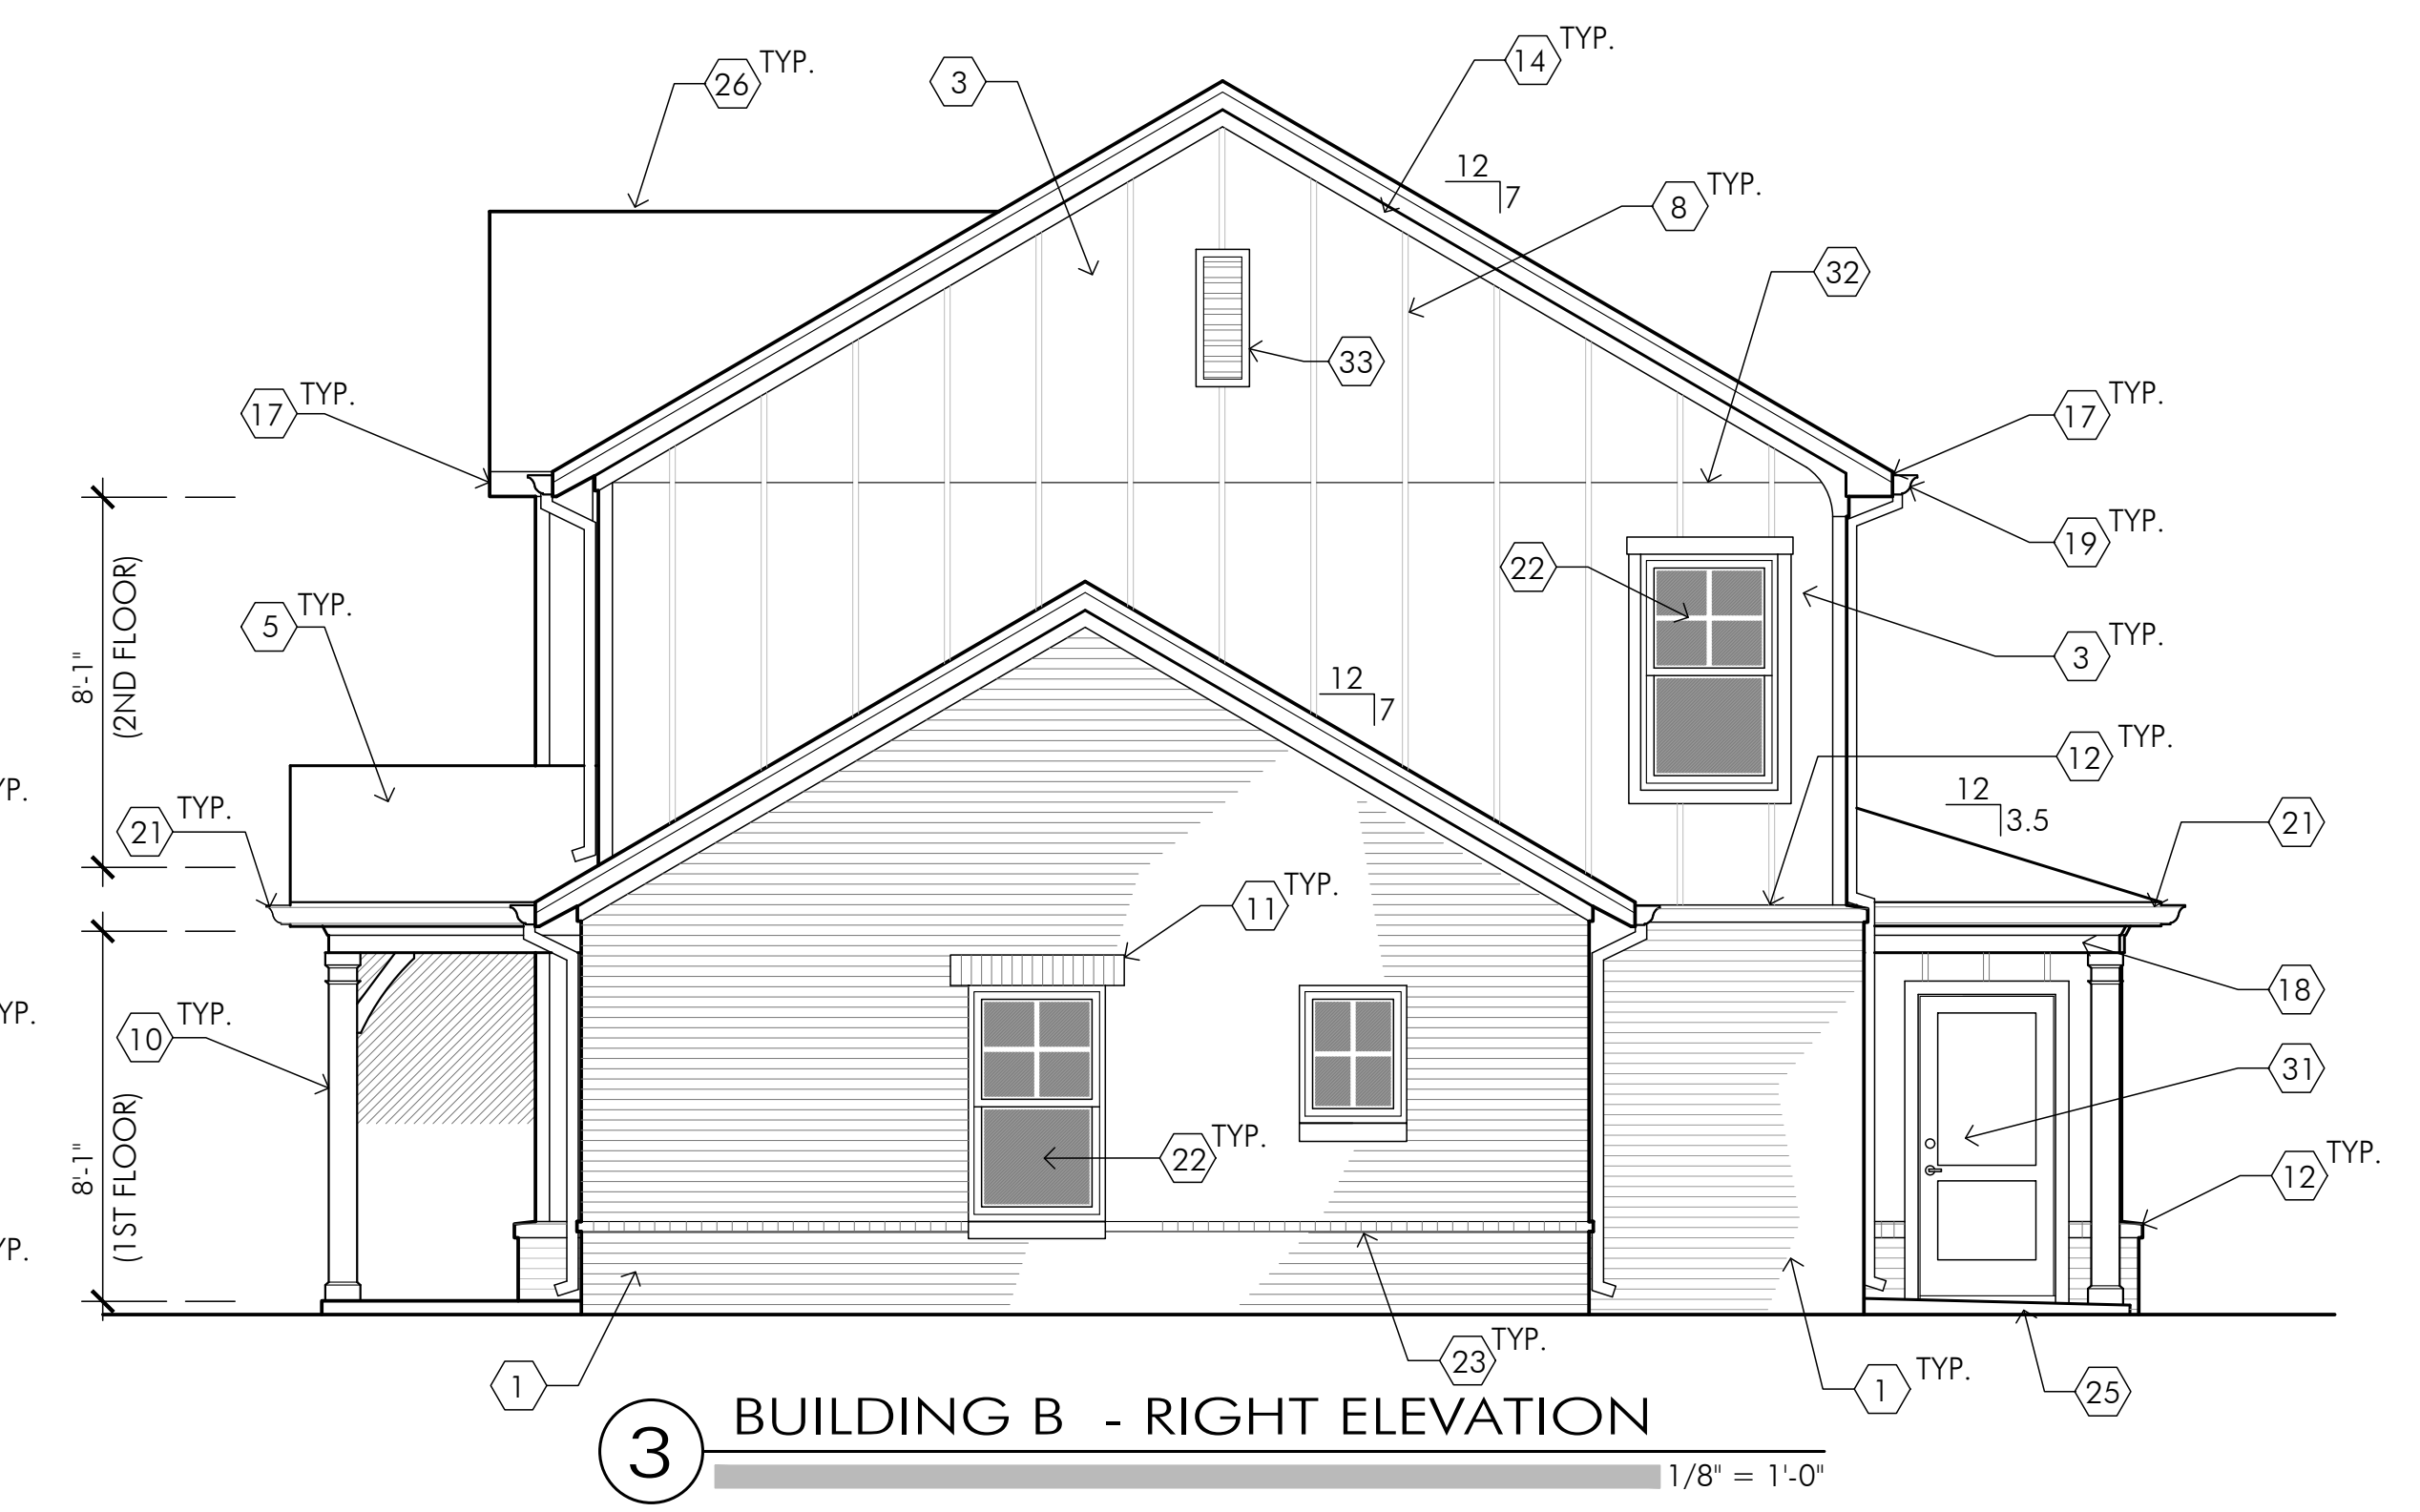 TYP.
14
TYP.
26
3
12
7
TYP.
8
32
33
TYP.
17
TYP.
17
TYP.
19
22
TYP.
5
TYP.
3
8'-1"
(2ND FLOOR)
12
7
TYP.
12
YP.
12
3.5
TYP.
21
21
TYP.
11
18
YP.
TYP.
10
31
TYP.
22
TYP.
12
8'-1"
(1ST FLOOR)
YP.
TYP.
23
1
TYP.
1
25
3
BUILDING B - RIGHT ELEVATION
1/8" = 1'-0"